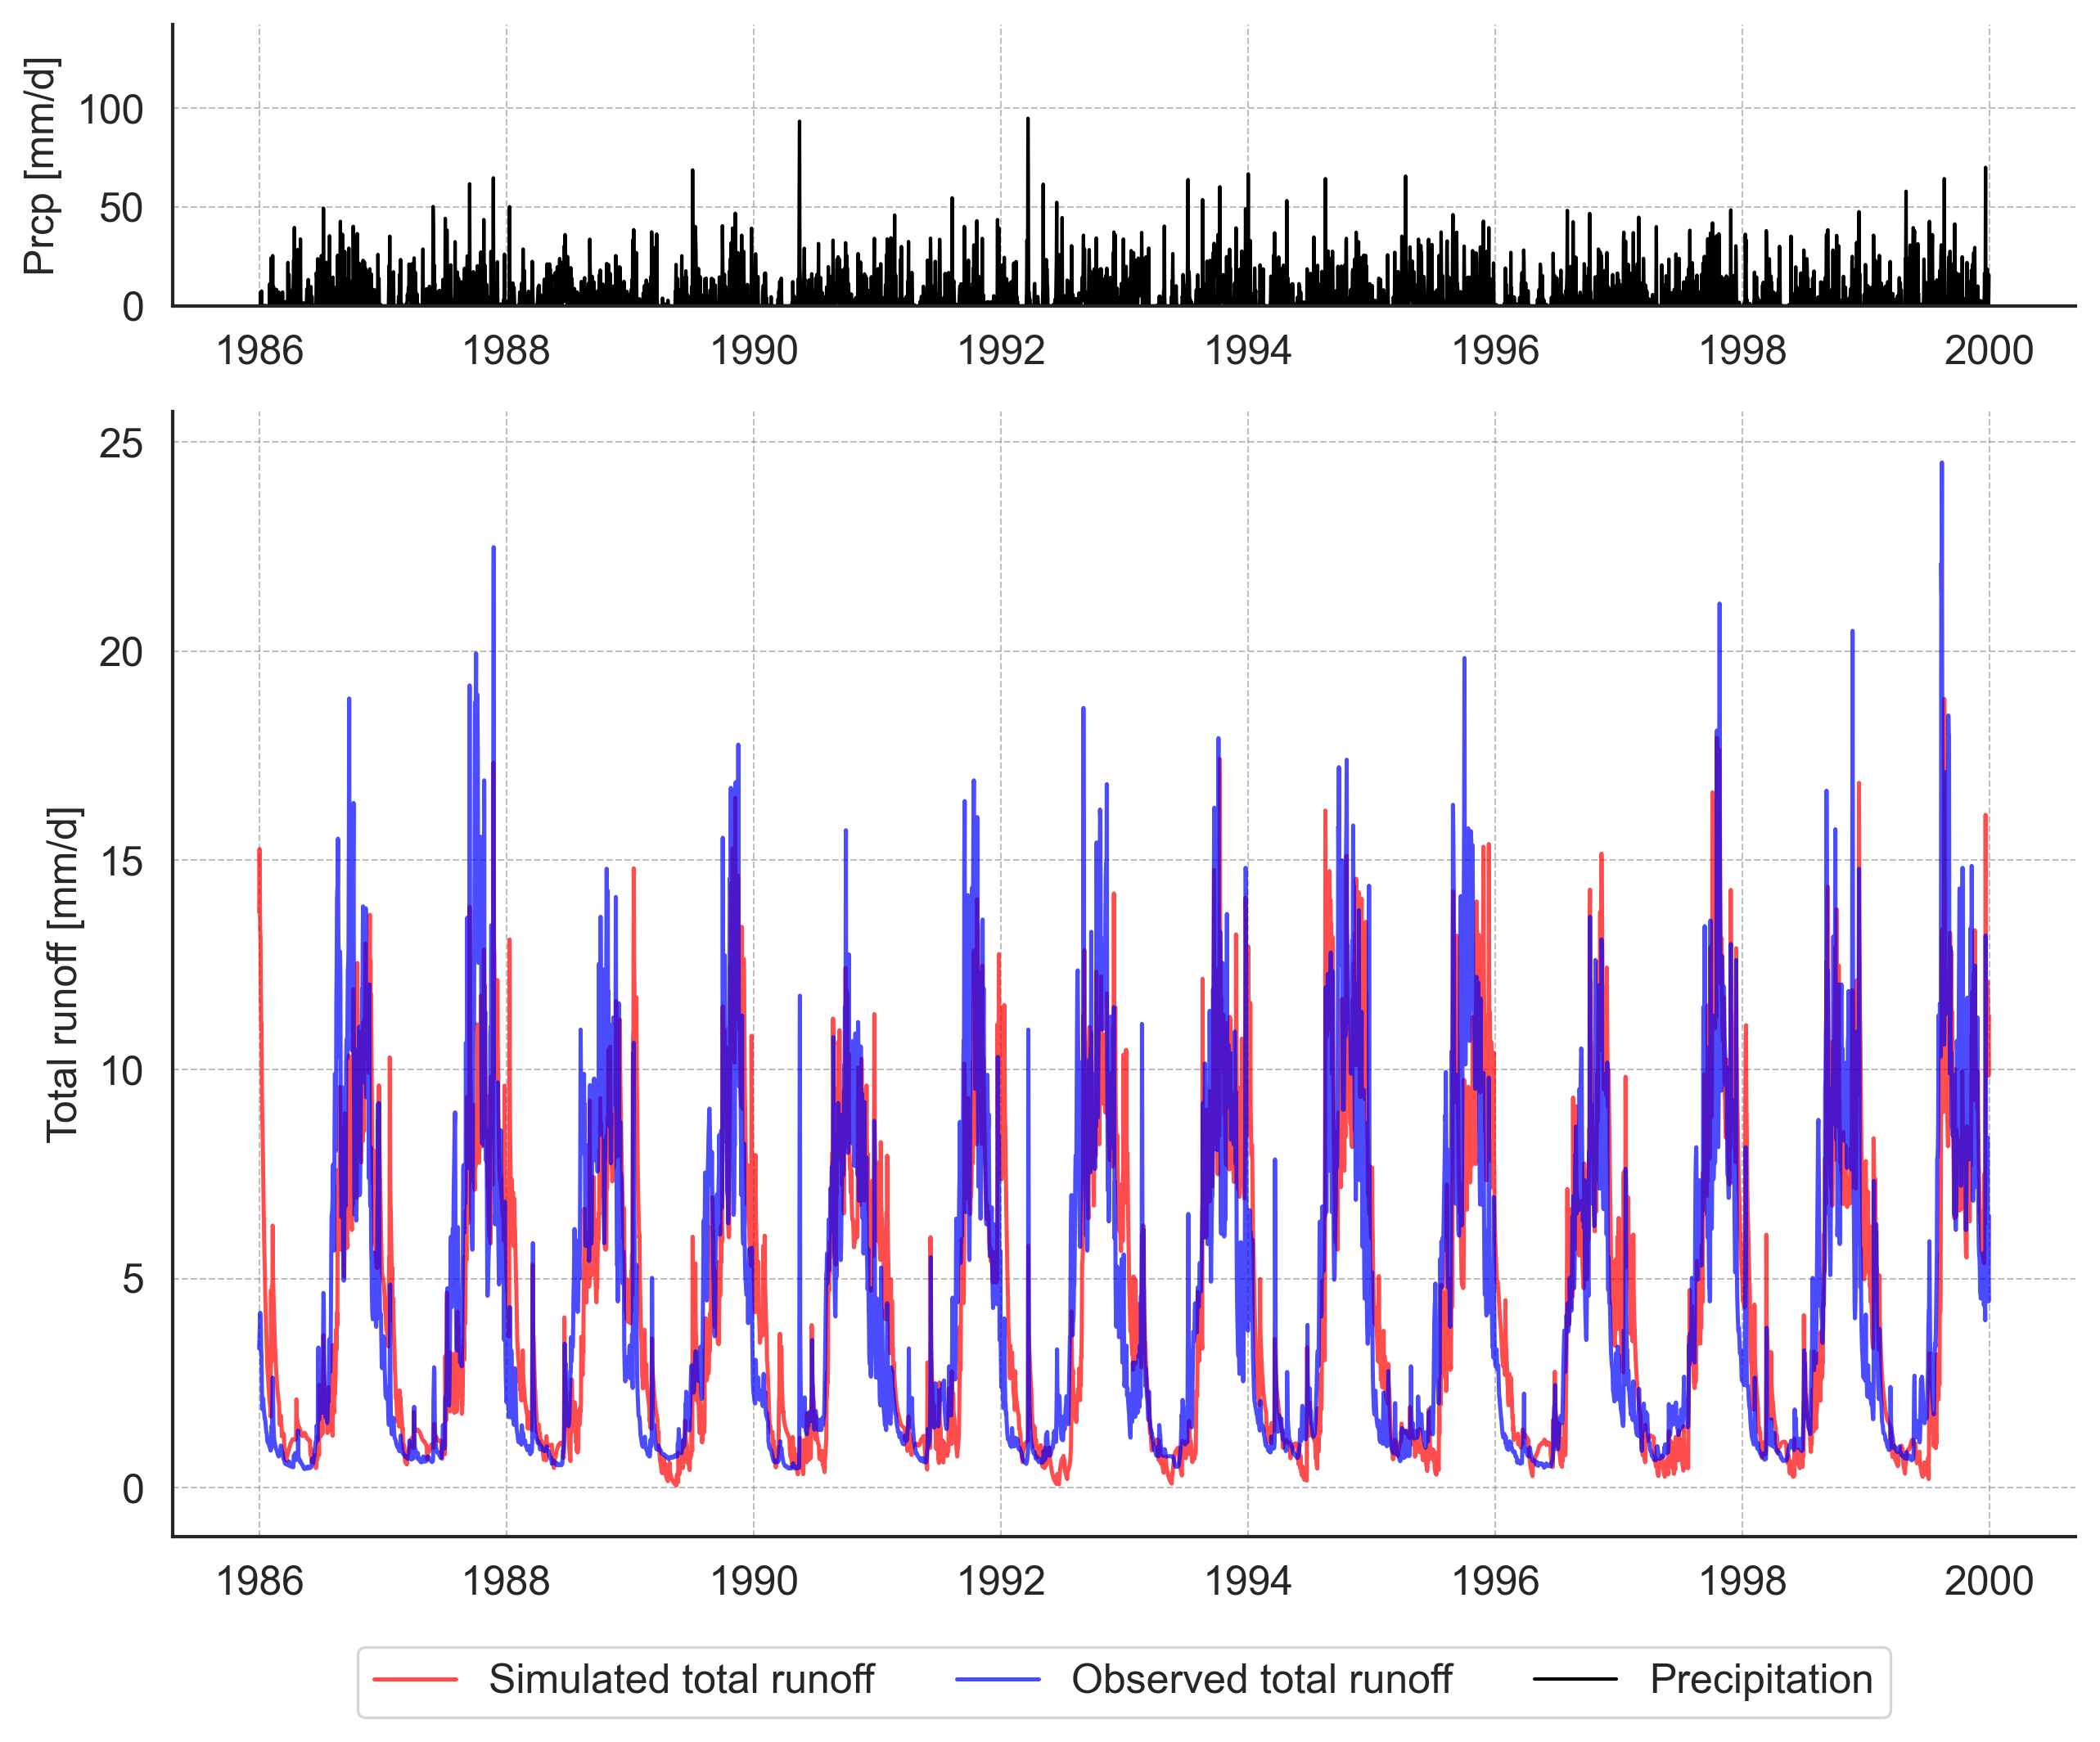 Prcp [mm/d]
100
50
0
1986 1988 1990 1992 1994 1996 1998 2000
Total runoff [mm/d]
25
20
15
10
5
0
1986 1988 1990 1992 1994 1996 1998 2000
Simulated total runoff Observed total runoff Precipitation